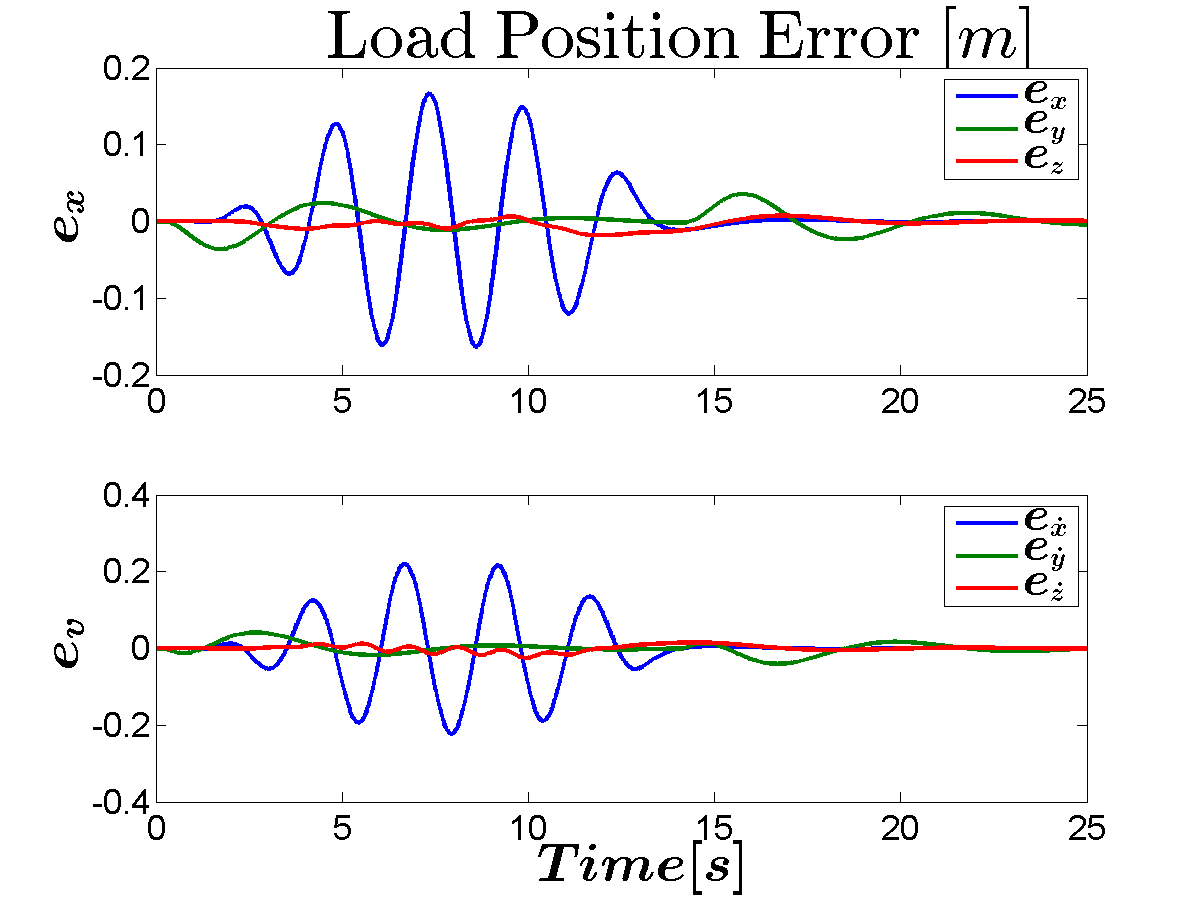 Load Position Error [m]
0.2
0.1
0
-0.1
-0.2
e_x
e_x
e_y
e_z
0 5 10 15 20 25
0.4
0.2
0
-0.2
-0.4
e_v
e_ẋ
e_ẏ
e_ż
0 5 10 15 20 25
Time[s]